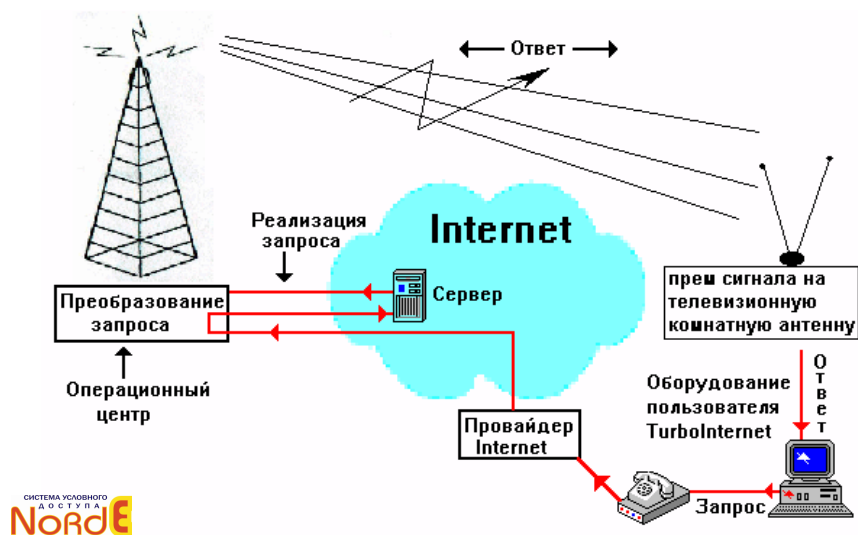 Ответ
Internet
Реализация
запроса
Сервер
Преобразование
запроса
Операционный
центр
прем сигнала на
телевизионную
комнатную антенну
Ответ
Оборудование
пользователя
TurboInternet
Провайдер
Internet
Запрос
СИСТЕМА УСЛОВНОГО
ДОСТУПА
NordE